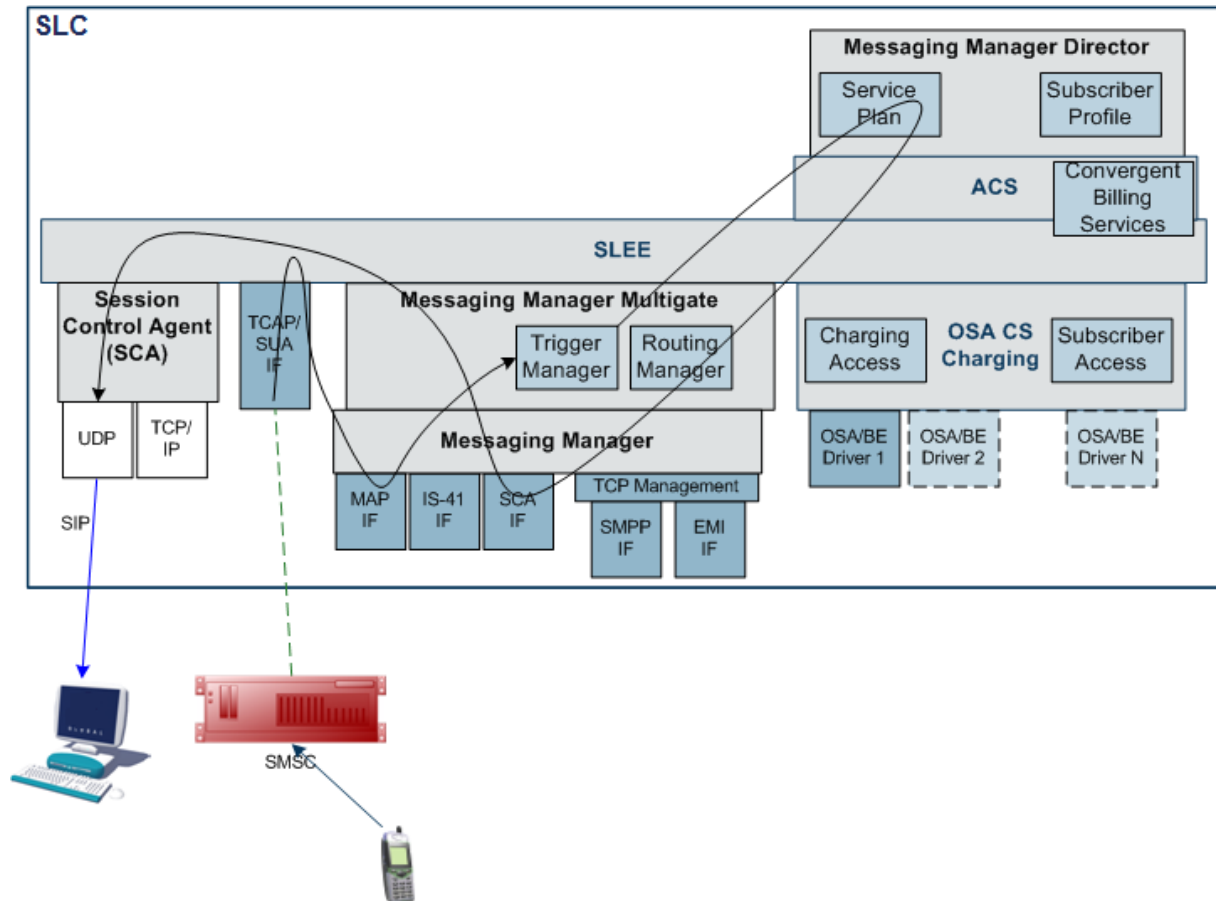 SLC
Messaging Manager Director
Service
Plan
Subscriber
Profile
ACS
Convergent
Billing
Services
SLEE
Session
Control Agent
(SCA)
TCAP/
SUA
IF
Messaging Manager Multigate
Trigger
Manager
Routing
Manager
Charging
Access
OSA CS
Charging
Subscriber
Access
UDP
TCP/
IP
Messaging Manager
OSA/BE
Driver 1
OSA/BE
Driver 2
OSA/BE
Driver N
MAP
IF
IS-41
IF
SCA
IF
TCP Management
SMPP
IF
EMI
IF
SIP
GLOBAL
SMSC